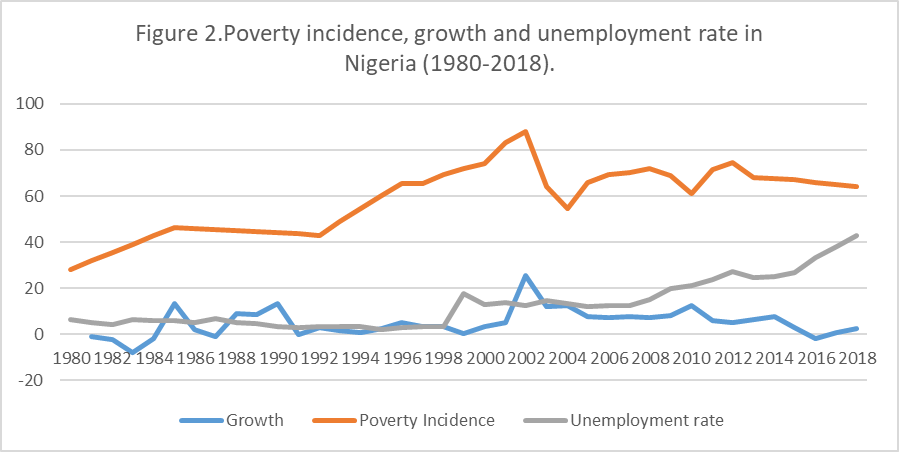 Figure 2.Poverty incidence, growth and unemployment rate in
Nigeria (1980-2018).
100
80
60
40
20
0
1980 1982 1984 1986 1988 1990 1992 1994 1996 1998 2000 2002 2004 2006 2008 2010 2012 2014 2016 2018
-20
Growth Poverty Incidence Unemployment rate